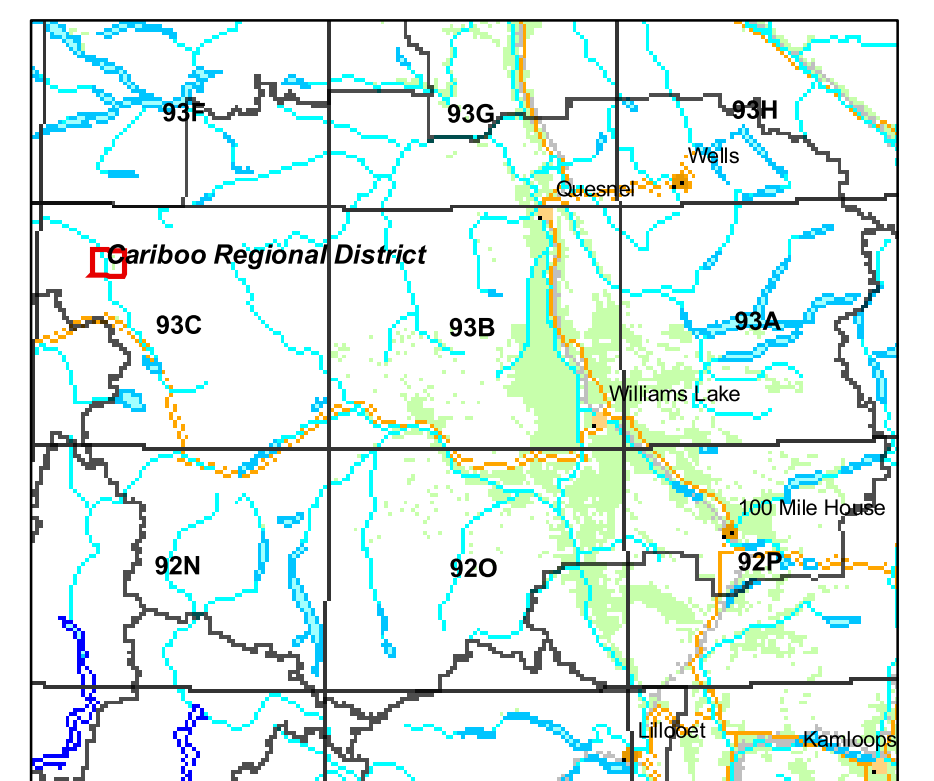 93F
93G
93H
Wells
Quesnel
Cariboo Regional District
93C
93B
93A
Williams Lake
100 Mile House
92N
92O
92P
Lillooet
Kamloops